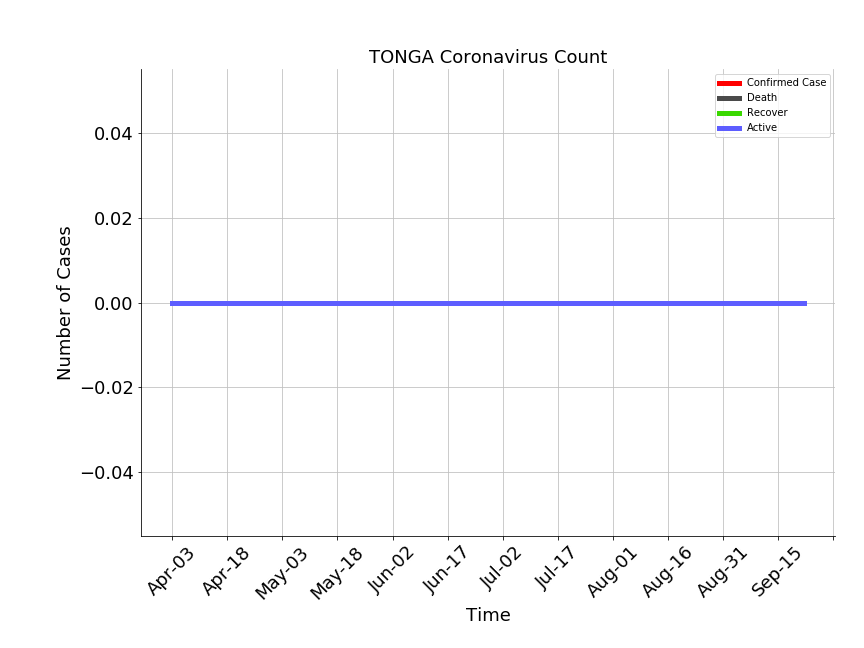 TONGA Coronavirus Count
Confirmed Case
Death
Recover
Active
0.04
0.02
0.00
−0.02
−0.04
Number of Cases
Apr-03
Apr-18
May-03
May-18
Jun-02
Jun-17
Jul-02
Jul-17
Aug-01
Aug-16
Aug-31
Sep-15
Time